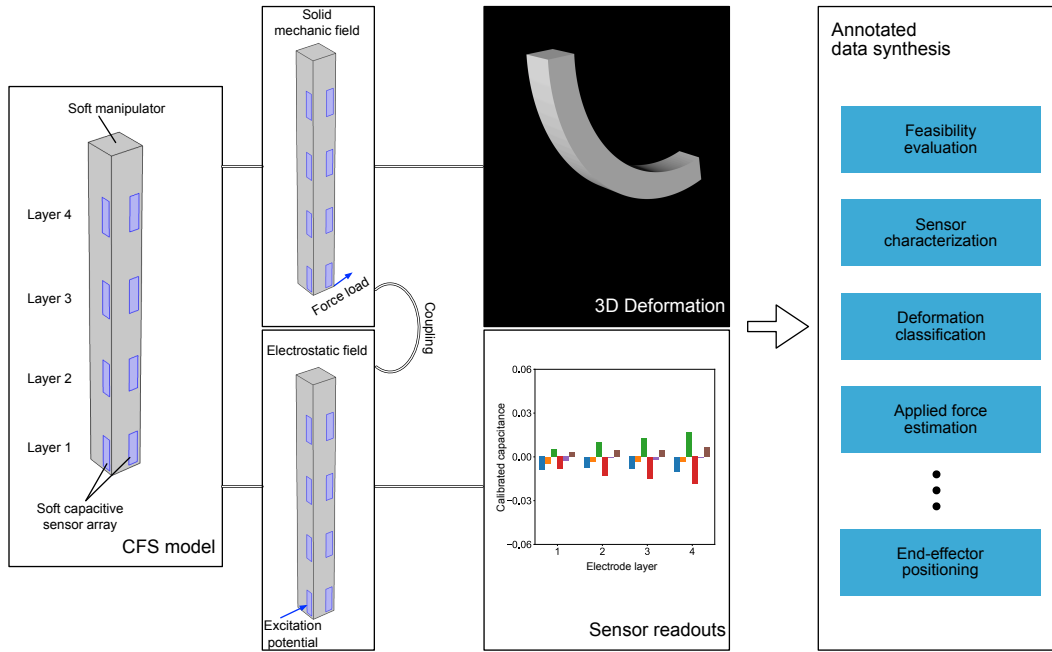 Soft manipulator
Layer 4
Layer 3
Layer 2
Layer 1
Soft capacitive
sensor array
CFS model
Solid
mechanic field
Force load
Coupling
Electrostatic field
Excitation
potential
3D Deformation
0.06
0.03
0.00
−0.03
−0.06
Calibrated capacitance
1 2 3 4
Electrode layer
Sensor readouts
Annotated
data synthesis
Feasibility
evaluation
Sensor
characterization
Deformation
classification
Applied force
estimation
End-effector
positioning